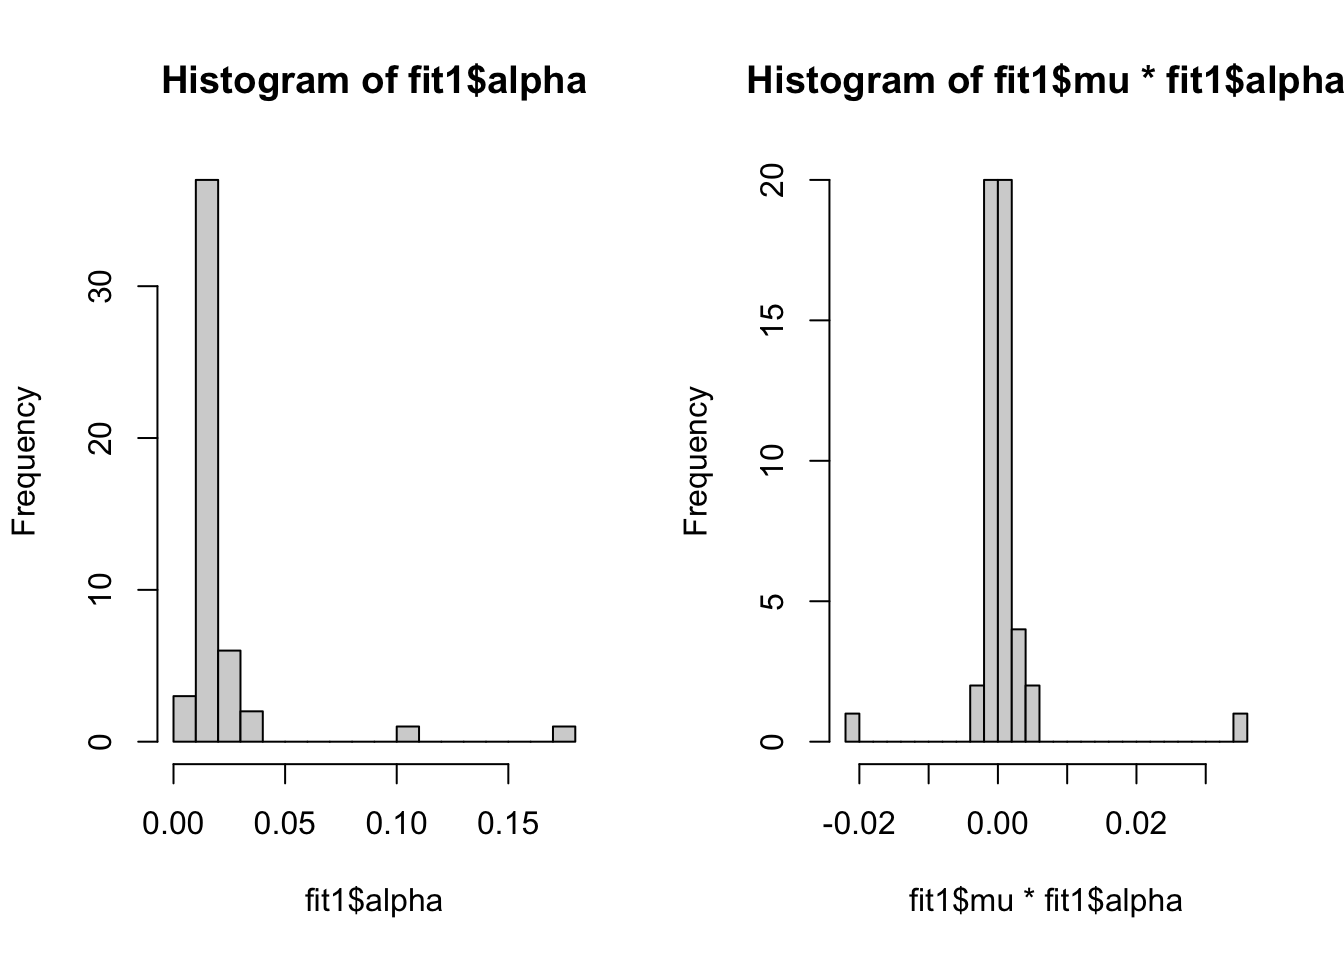 Histogram of fit1$alpha
Frequency
0
10
20
30
0.00 0.05 0.10 0.15
fit1$alpha
Histogram of fit1$mu * fit1$alpha
Frequency
0
5
10
15
20
-0.02 0.00 0.02
fit1$mu * fit1$alpha